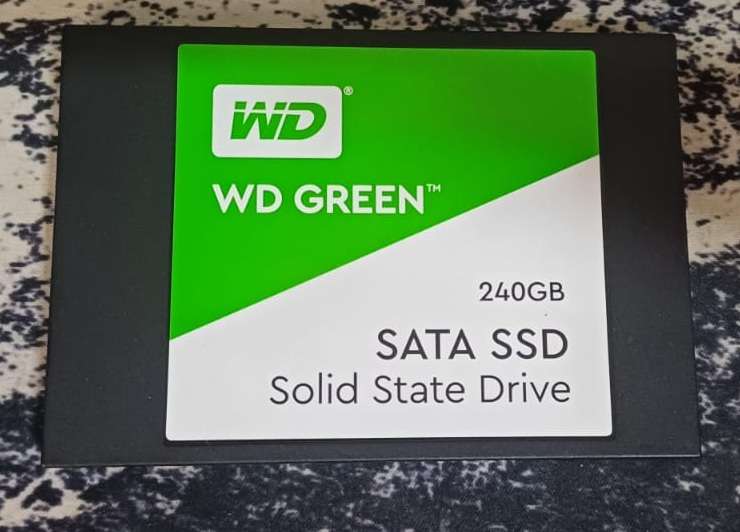 WD®
WD GREEN™
240GB
SATA SSD
Solid State Drive